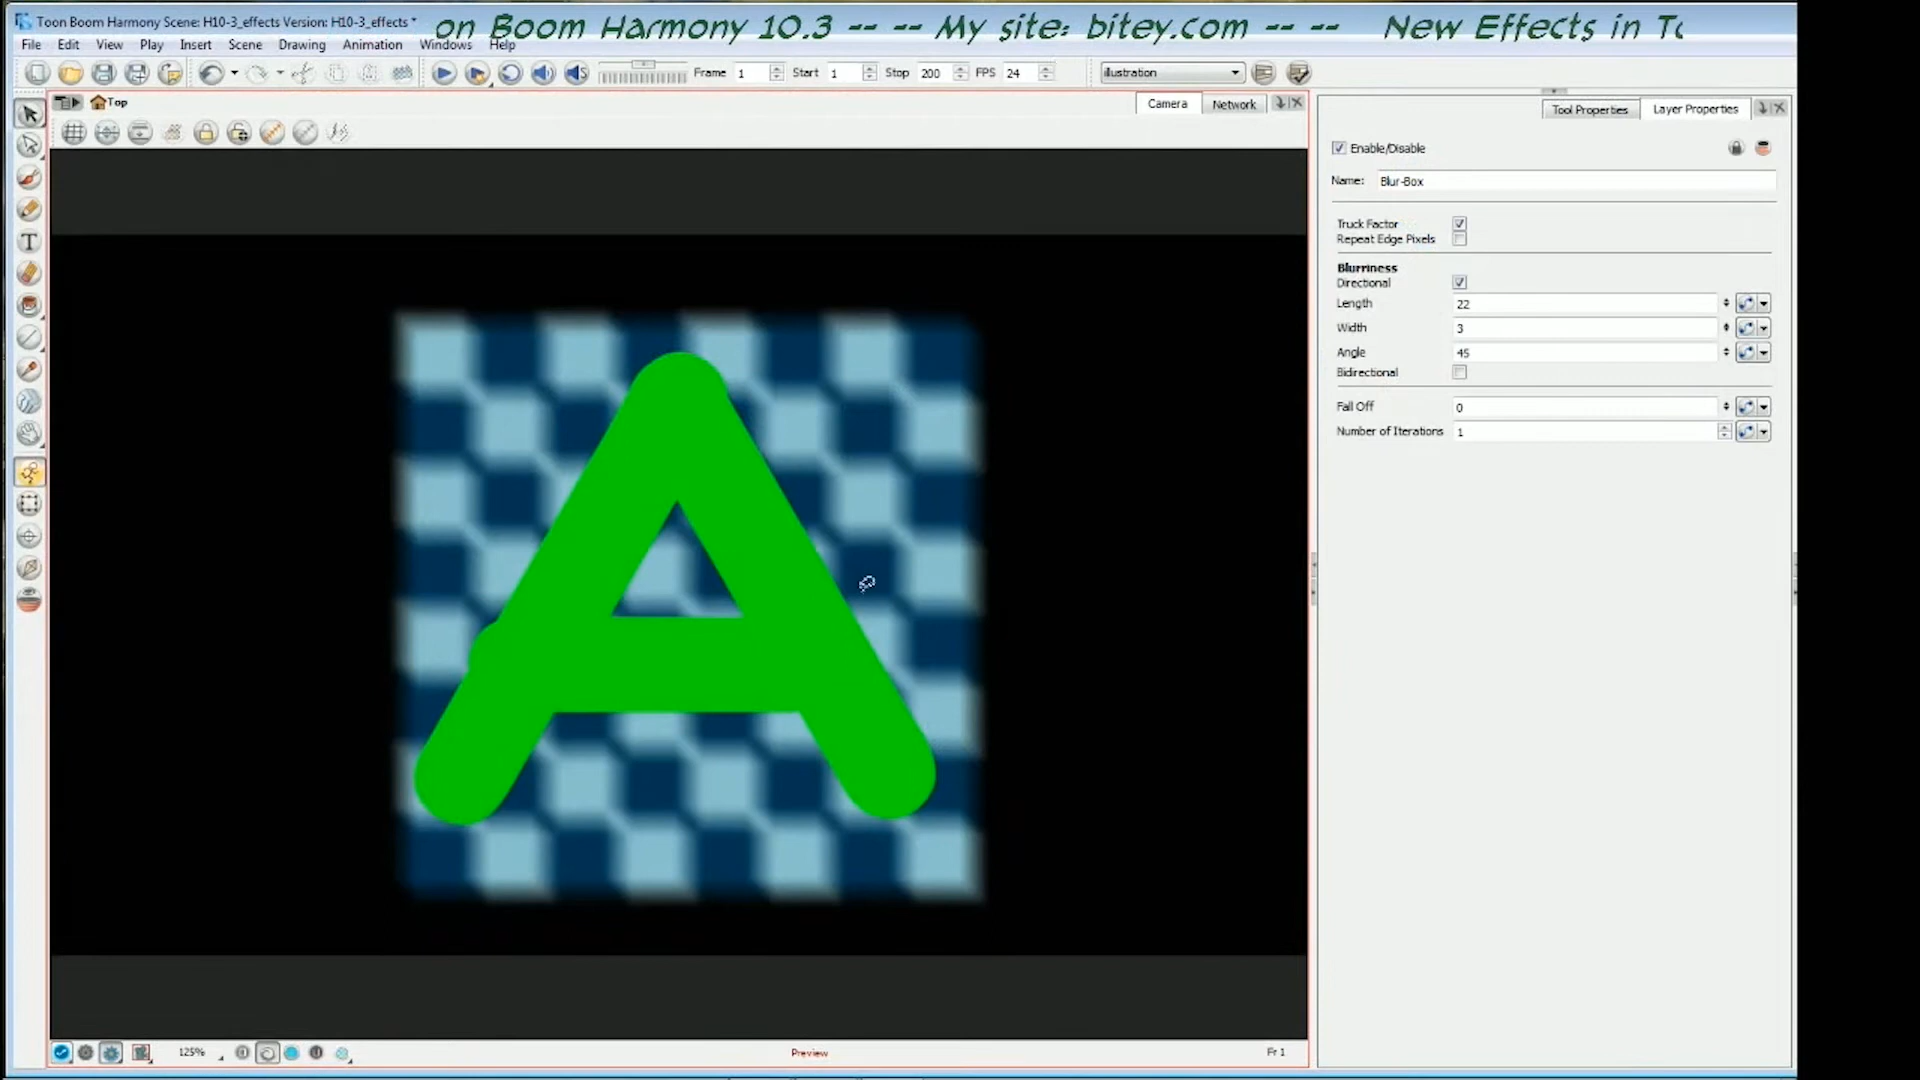 Toon Boom Harmony Scene: H10-3_effects Version: H10-3_effects *
on Boom Harmony 10.3 -- -- My site: bitey.com -- -- New Effects in To
File Edit View Play Insert Scene Drawing Animation Windows Help
Frame 1 Start 1 Stop 200 FPS 24 illustration
Top Camera Network
Tool Properties Layer Properties
Enable/Disable
Name: Blur-Box
Truck Factor
Repeat Edge Pixels
Blurriness
Directional
Length 22
Width 3
Angle 45
Bidirectional
Fall Off 0
Number of Iterations 1
T
A
125% Preview Fr 1